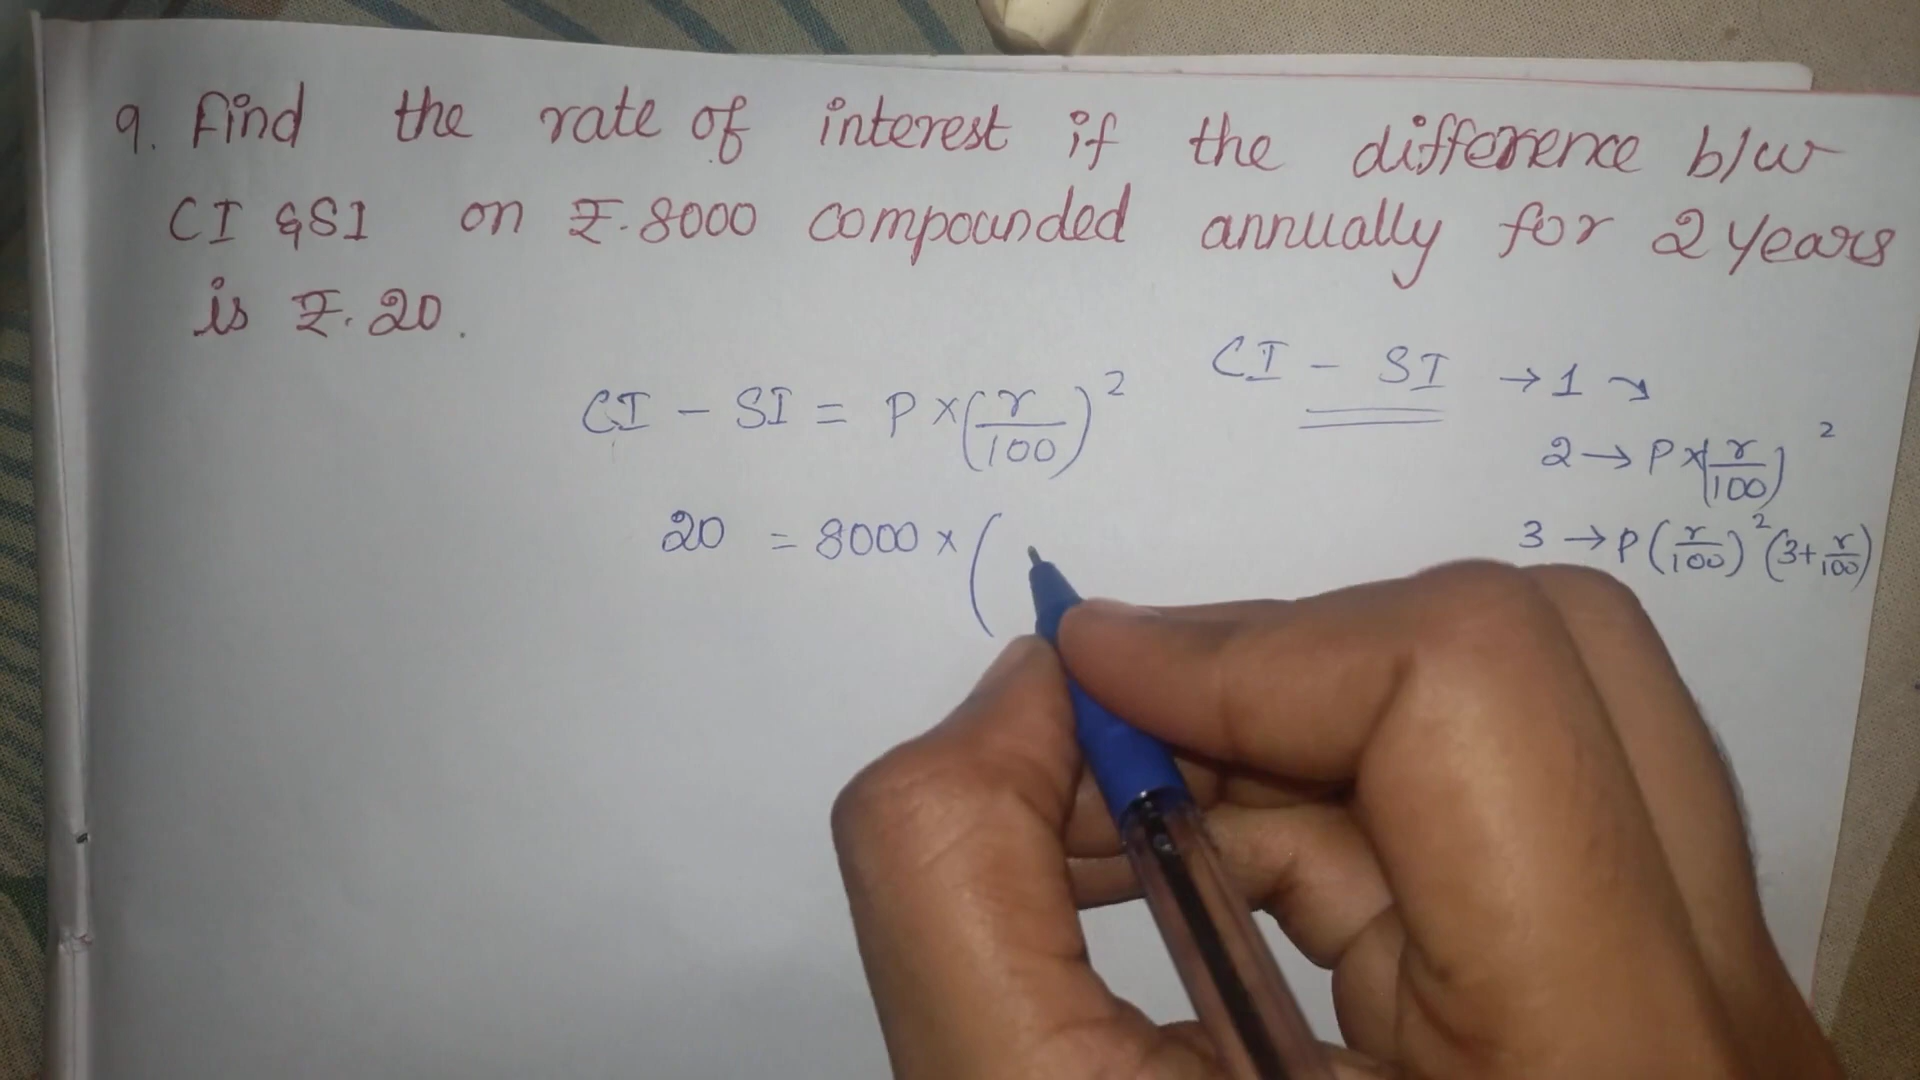 9. Find the rate of interest if the difference b/w
CI & SI on ₹. 8000 compounded annually for 2 years
is ₹. 20.
CI - SI = P × (r/100)²
20 = 8000 × (
CI - SI → 1 ↘
2 → P × (r/100)²
3 → P (r/100)² (3 + r/100)